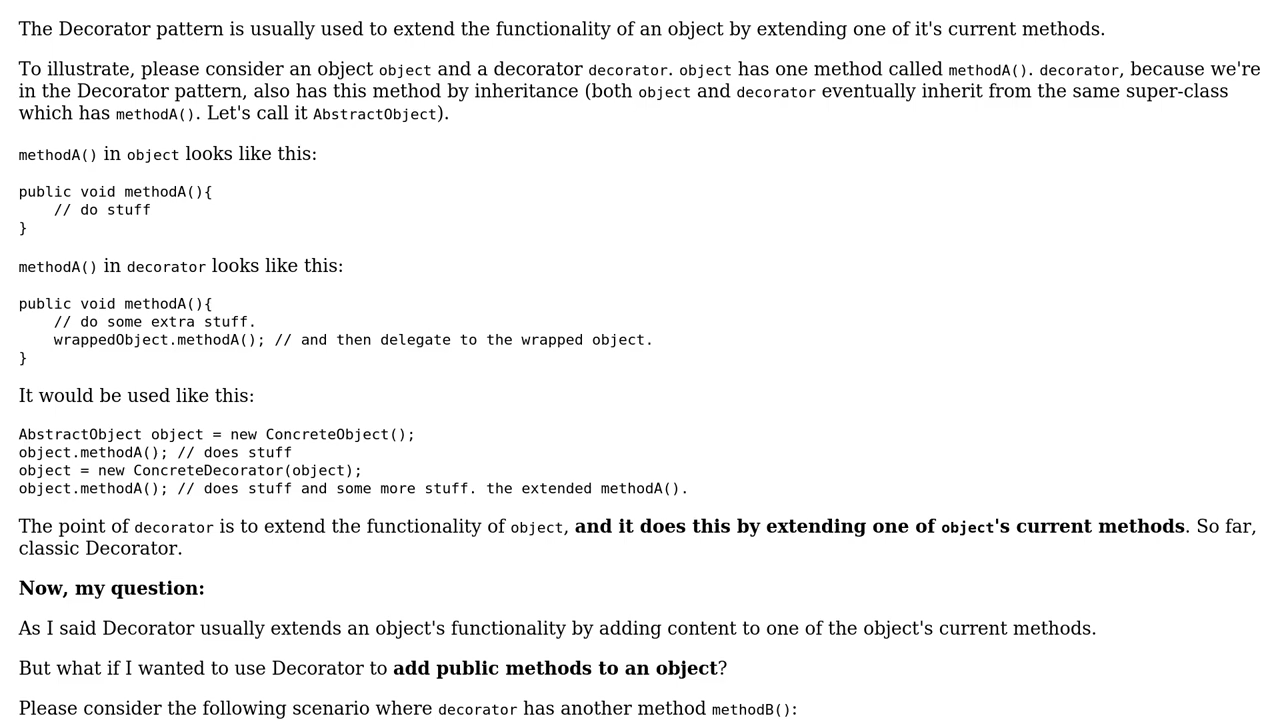 The Decorator pattern is usually used to extend the functionality of an object by extending one of it's current methods.
To illustrate, please consider an object object and a decorator decorator. object has one method called methodA(). decorator, because we're
in the Decorator pattern, also has this method by inheritance (both object and decorator eventually inherit from the same super-class
which has methodA(). Let's call it AbstractObject).
methodA() in object looks like this:
public void methodA(){
    // do stuff
}
methodA() in decorator looks like this:
public void methodA(){
    // do some extra stuff.
    wrappedObject.methodA(); // and then delegate to the wrapped object.
}
It would be used like this:
AbstractObject object = new ConcreteObject();
object.methodA(); // does stuff
object = new ConcreteDecorator(object);
object.methodA(); // does stuff and some more stuff. the extended methodA().
The point of decorator is to extend the functionality of object, and it does this by extending one of object's current methods. So far,
classic Decorator.
Now, my question:
As I said Decorator usually extends an object's functionality by adding content to one of the object's current methods.
But what if I wanted to use Decorator to add public methods to an object?
Please consider the following scenario where decorator has another method methodB():